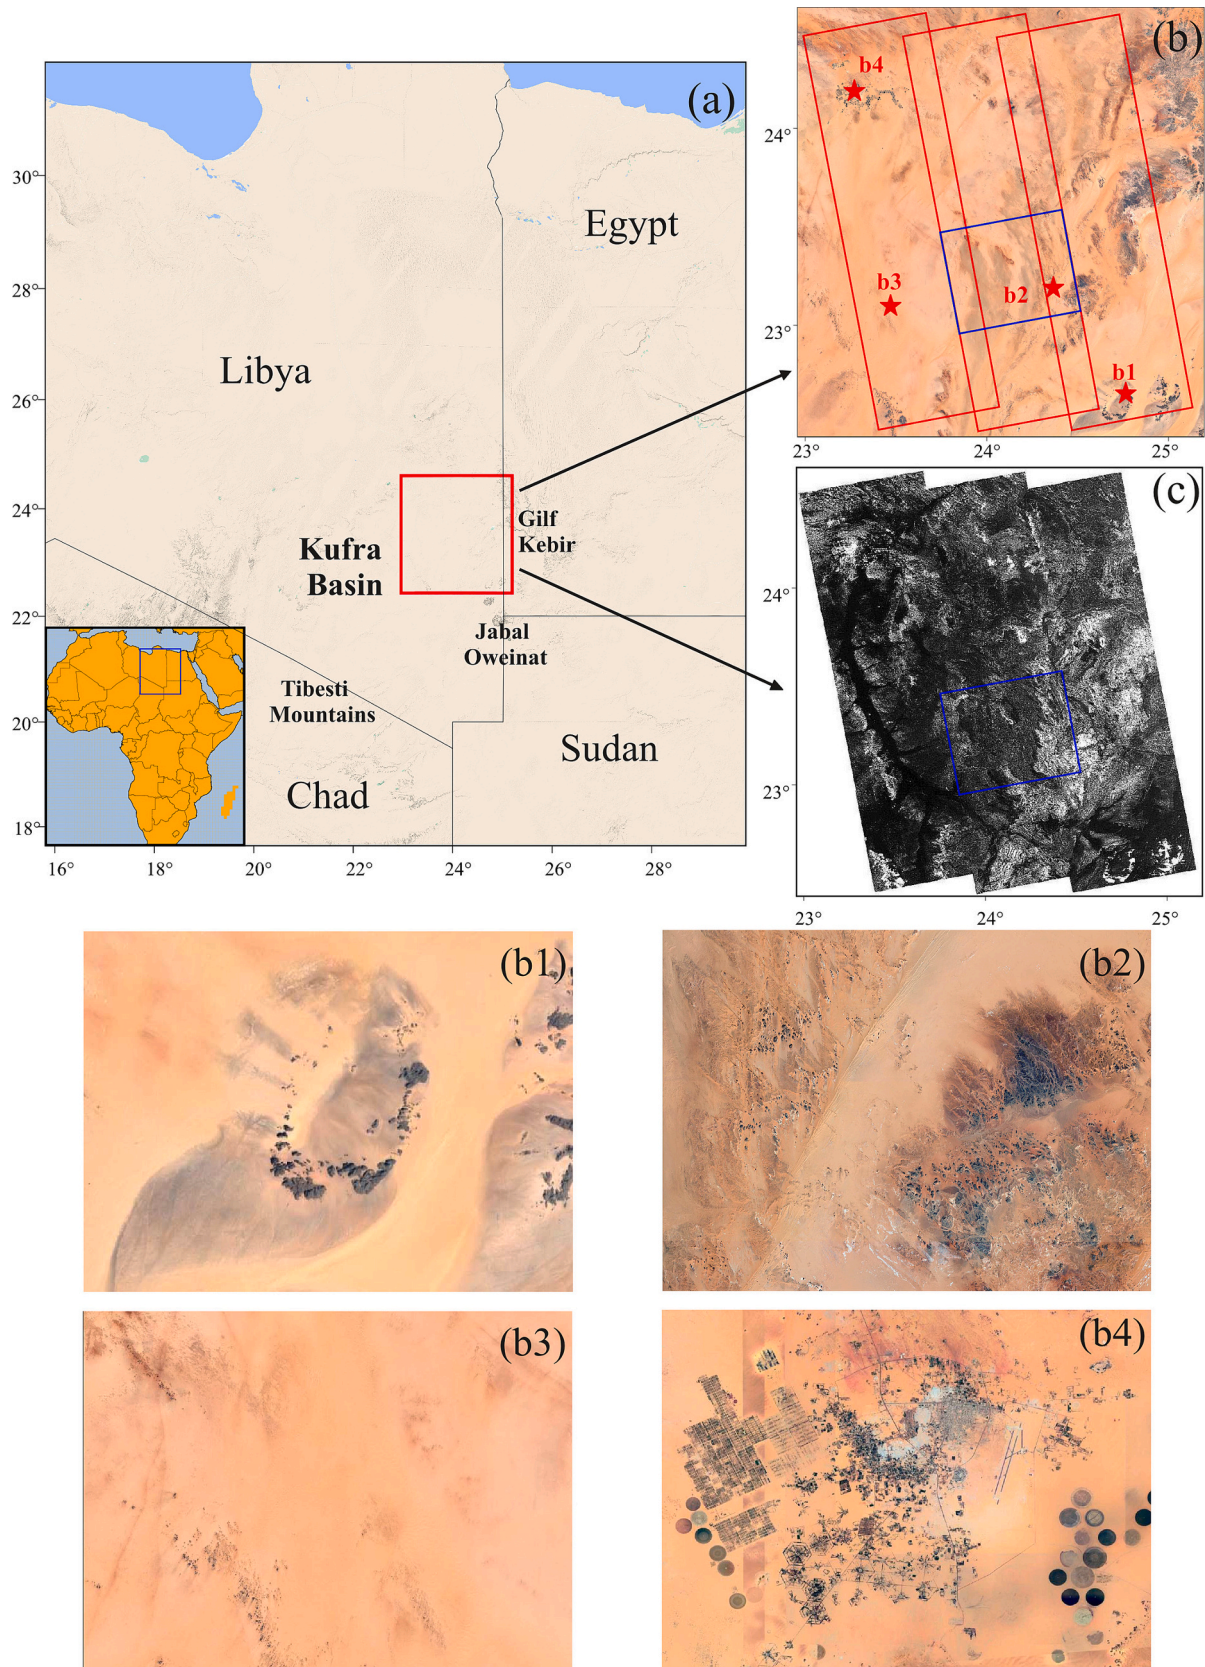 (a)
30°
28°
26°
24°
22°
20°
18°
16°
18°
20°
22°
24°
26°
28°
Egypt
Libya
Gilf
Kebir
Kufra
Basin
Jabal
Oweinat
Tibesti
Mountains
Sudan
Chad
(b)
b4
24°
b3
b2
23°
b1
23°
24°
25°
(c)
24°
23°
23°
24°
25°
(b1)
(b2)
(b3)
(b4)